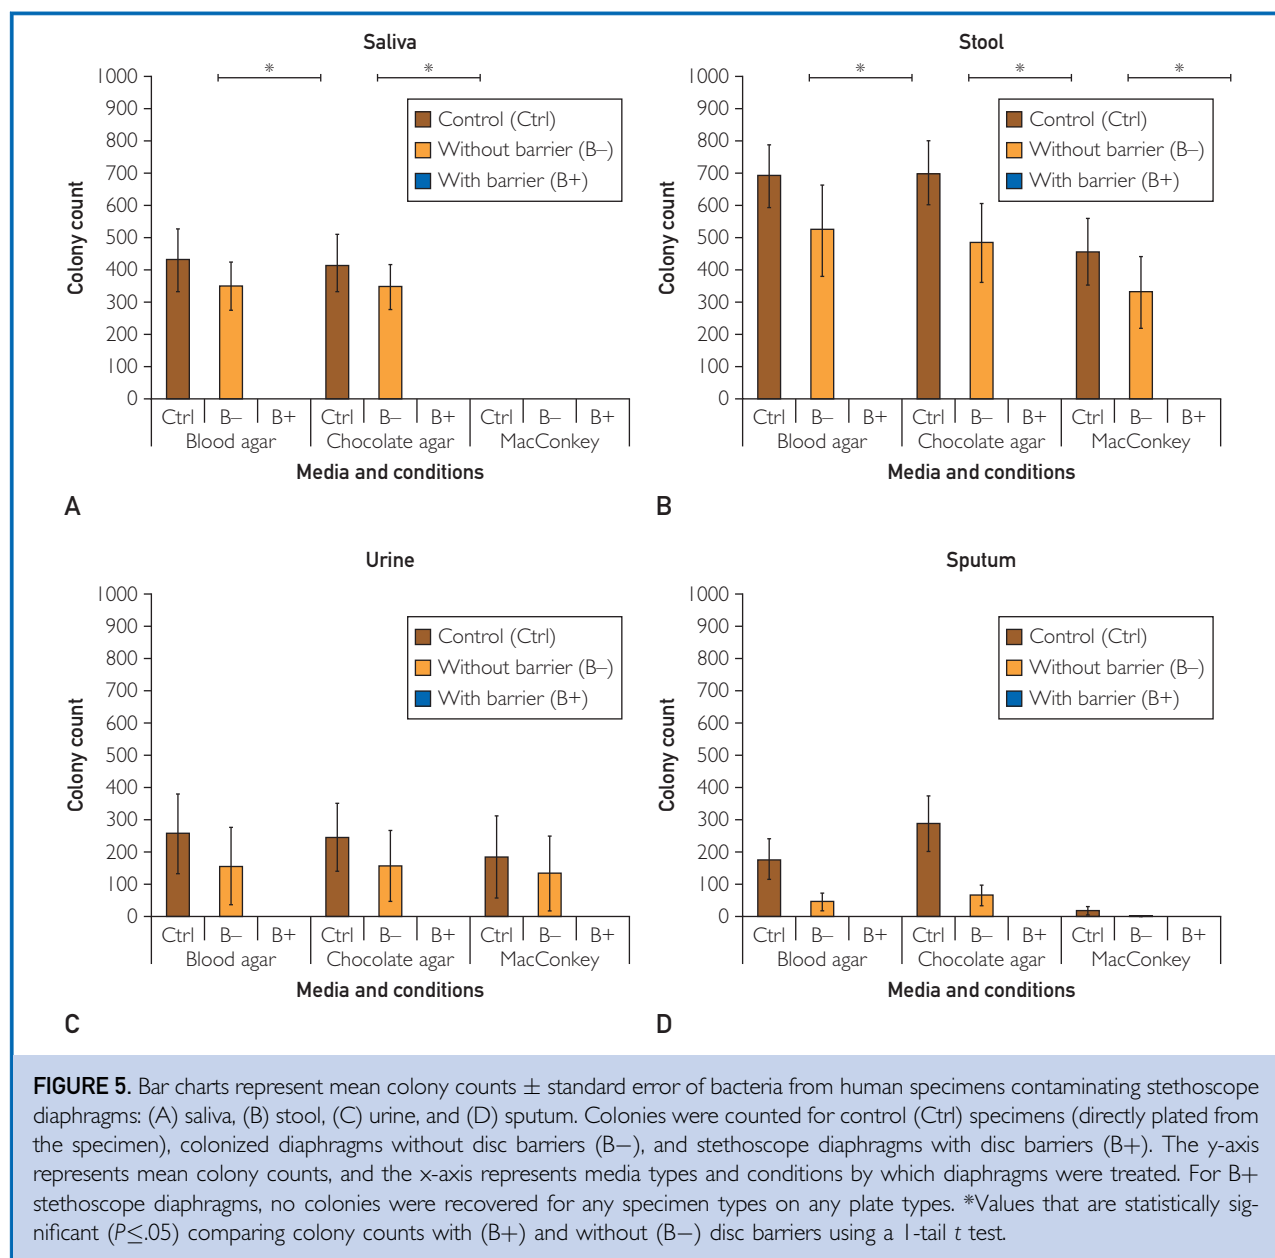 Saliva
*
*
1000
900
800
700
600
500
400
300
200
100
0
Colony count
Control (Ctrl)
Without barrier (B–)
With barrier (B+)
Ctrl B– B+ Ctrl B– B+ Ctrl B– B+
Blood agar Chocolate agar MacConkey
Media and conditions
A
Stool
*
*
*
1000
900
800
700
600
500
400
300
200
100
0
Colony count
Control (Ctrl)
Without barrier (B–)
With barrier (B+)
Ctrl B– B+ Ctrl B– B+ Ctrl B– B+
Blood agar Chocolate agar MacConkey
Media and conditions
B
Urine
1000
900
800
700
600
500
400
300
200
100
0
Colony count
Control (Ctrl)
Without barrier (B–)
With barrier (B+)
Ctrl B– B+ Ctrl B– B+ Ctrl B– B+
Blood agar Chocolate agar MacConkey
Media and conditions
C
Sputum
1000
900
800
700
600
500
400
300
200
100
0
Colony count
Control (Ctrl)
Without barrier (B–)
With barrier (B+)
Ctrl B– B+ Ctrl B– B+ Ctrl B– B+
Blood agar Chocolate agar MacConkey
Media and conditions
D
FIGURE 5. Bar charts represent mean colony counts ± standard error of bacteria from human specimens contaminating stethoscope
diaphragms: (A) saliva, (B) stool, (C) urine, and (D) sputum. Colonies were counted for control (Ctrl) specimens (directly plated from
the specimen), colonized diaphragms without disc barriers (B−), and stethoscope diaphragms with disc barriers (B+). The y-axis
represents mean colony counts, and the x-axis represents media types and conditions by which diaphragms were treated. For B+
stethoscope diaphragms, no colonies were recovered for any specimen types on any plate types. *Values that are statistically sig-
nificant (P≤.05) comparing colony counts with (B+) and without (B−) disc barriers using a 1-tail t test.